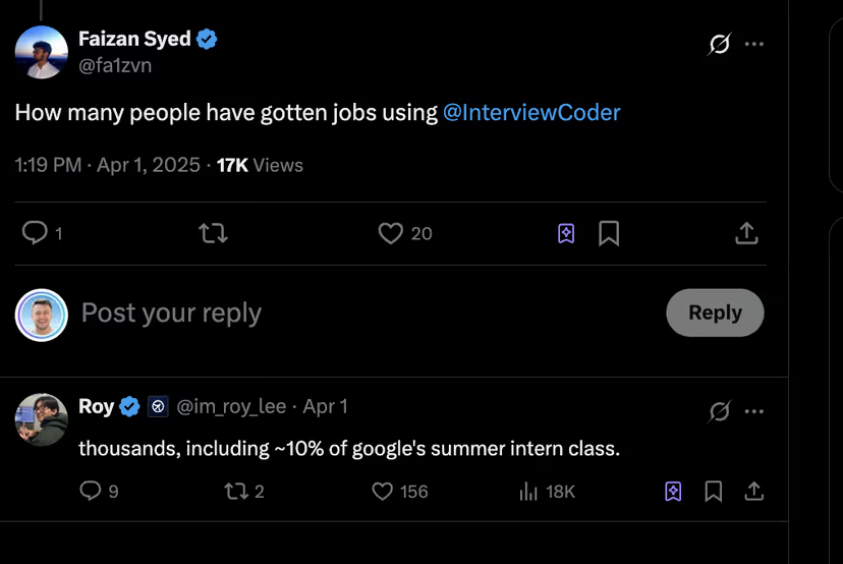 Faizan Syed
@fa1zvn
How many people have gotten jobs using @InterviewCoder
1:19 PM · Apr 1, 2025 · 17K Views
1 20
Post your reply Reply
Roy @im_roy_lee · Apr 1
thousands, including ~10% of google's summer intern class.
9 2 156 18K